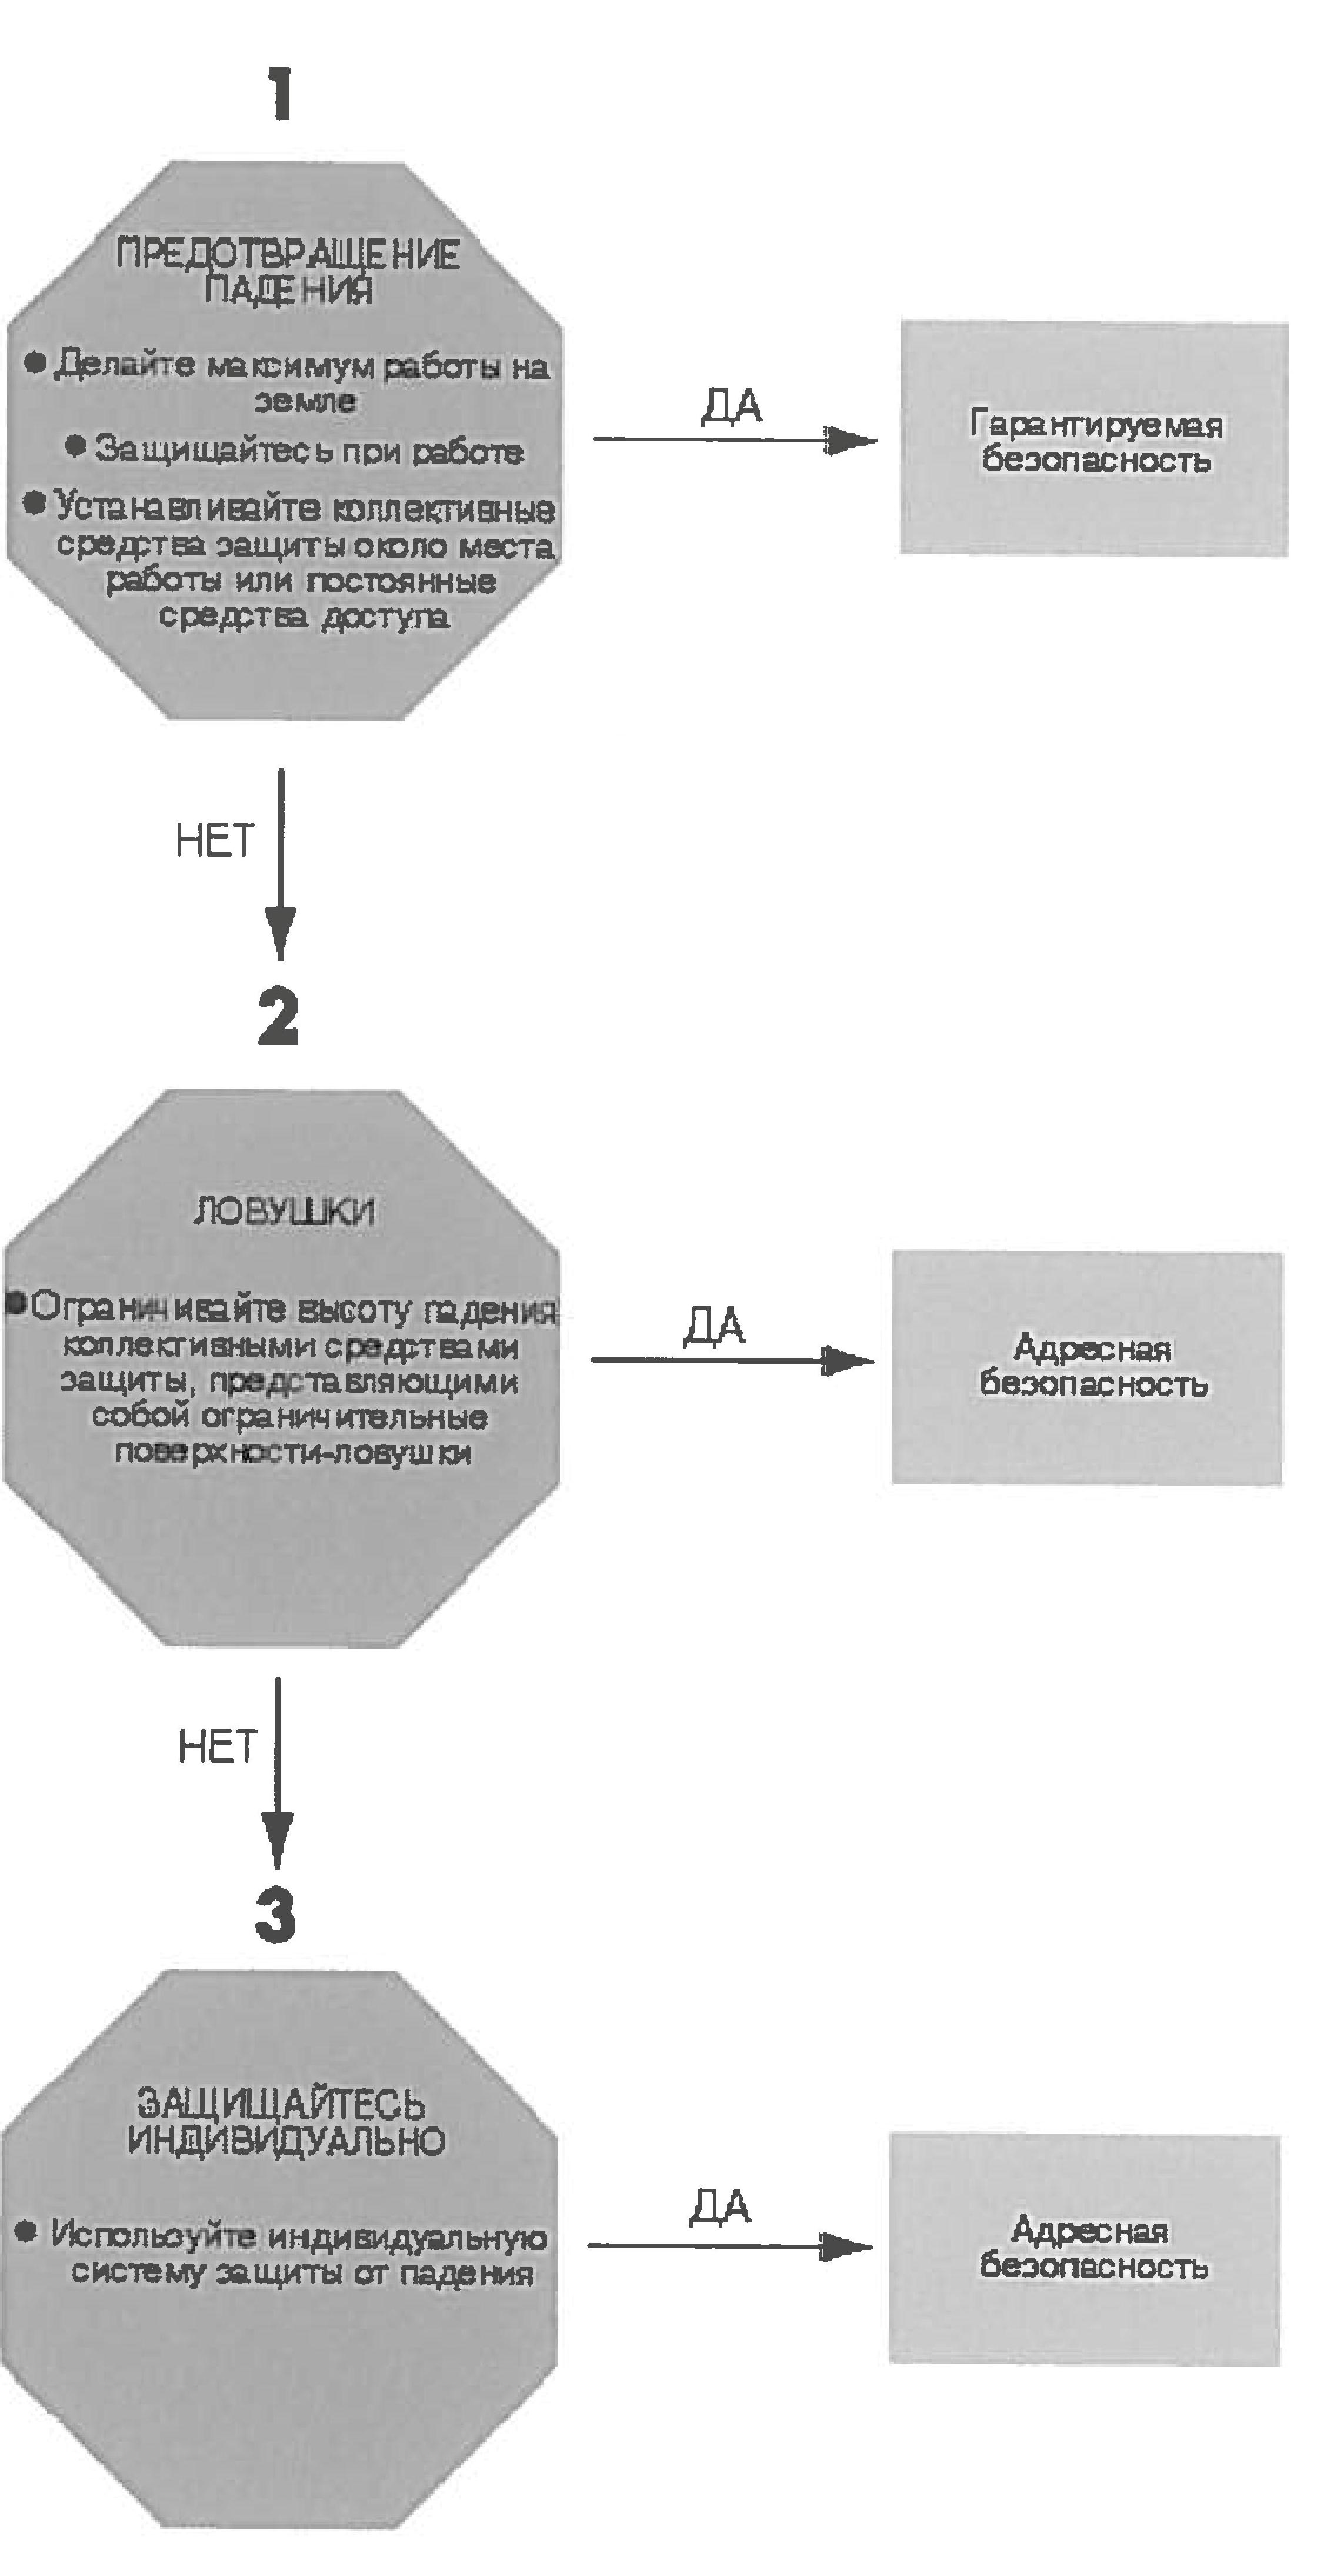 1
ПРЕДОТВРАЩЕНИЕ
ПАДЕНИЯ
● Делайте максимум работы на
земле
● Защищайтесь при работе
● Устанавливайте коллективные
средства защиты около места
работы или постоянные
средства доступа
ДА
Гарантируемая
безопасность
НЕТ
2
ЛОВУШКИ
● Ограничивайте высоту падения
коллективными средствами
защиты, представляющими
собой ограничительные
поверхности-ловушки
ДА
Адресная
безопасность
НЕТ
3
ЗАЩИЩАЙТЕСЬ
ИНДИВИДУАЛЬНО
● Используйте индивидуальную
систему защиты от падения
ДА
Адресная
безопасность